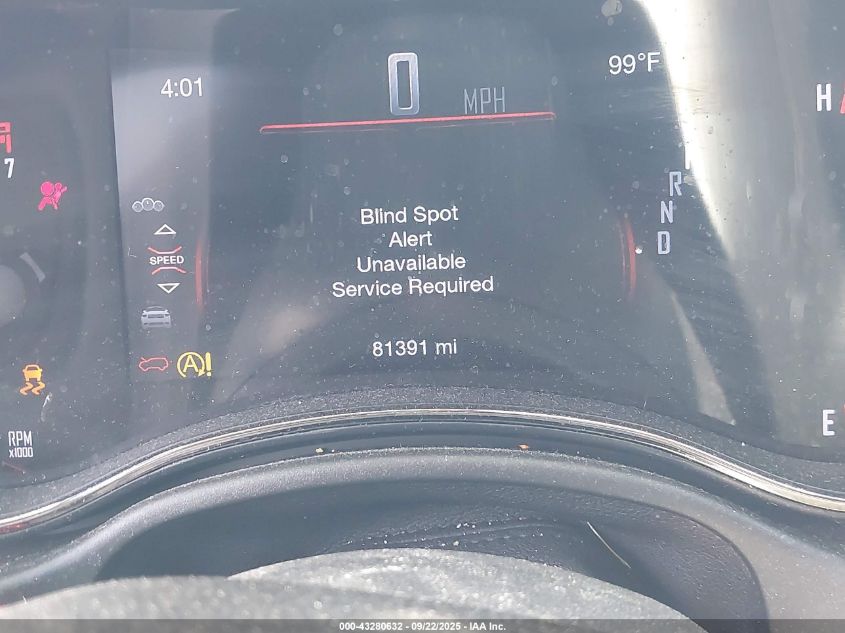 4:01
0 MPH
99°F
H
7
R
N
D
SPEED
Blind Spot
Alert
Unavailable
Service Required
81391 mi
A!
RPM
x1000
E
000-43280632 - 09/22/2025 - IAA Inc.